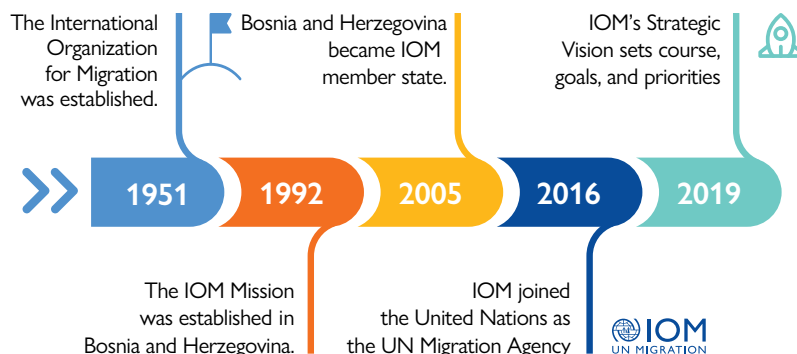 The International
Organization
for Migration
was established.
Bosnia and Herzegovina
became IOM
member state.
IOM's Strategic
Vision sets course,
goals, and priorities
1951
1992
2005
2016
2019
The IOM Mission
was established in
Bosnia and Herzegovina.
IOM joined
the United Nations as
the UN Migration Agency
IOM
UN MIGRATION